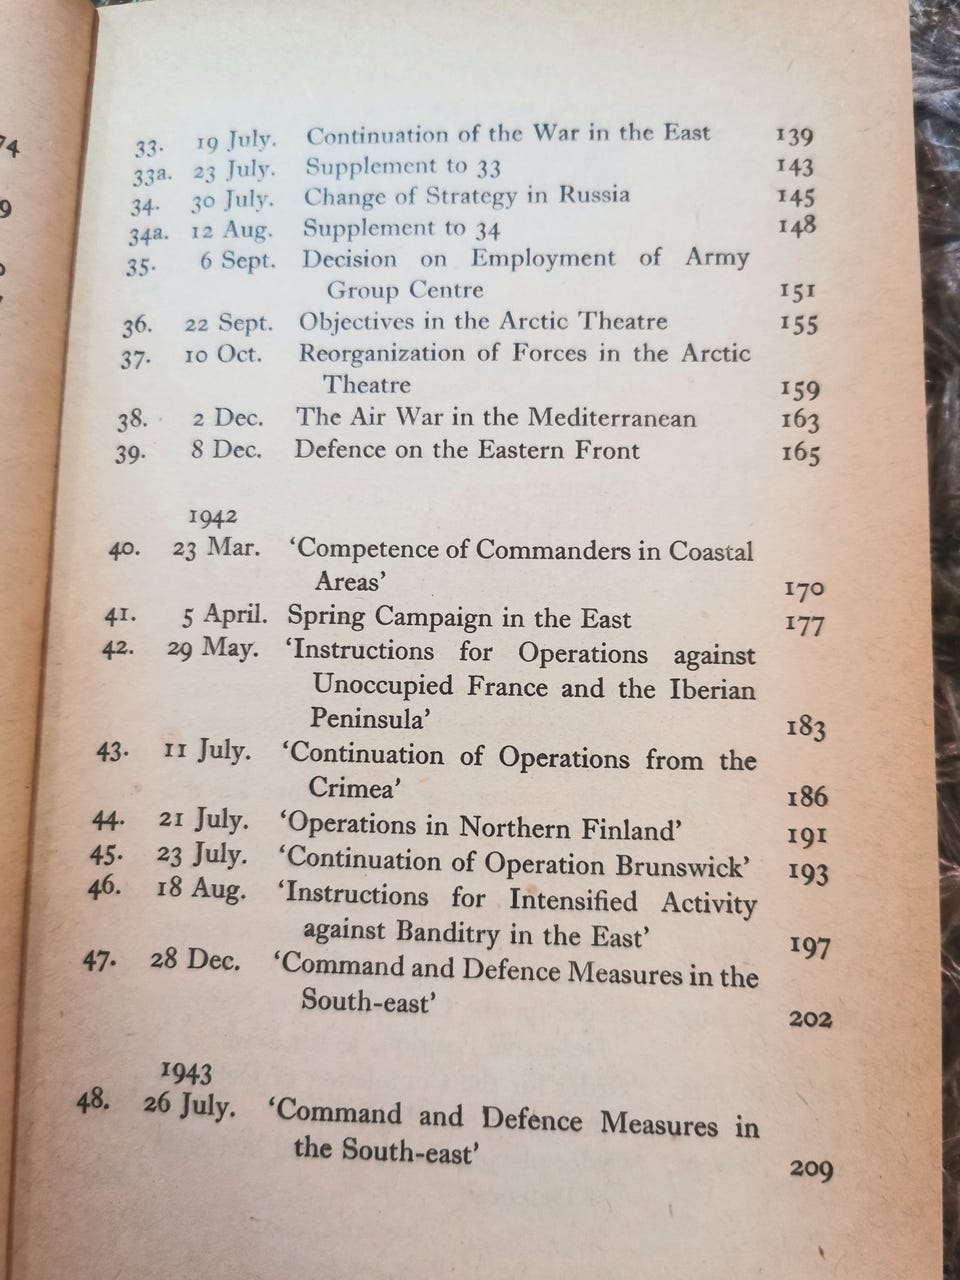 74
9
33. 19 July. Continuation of the War in the East 139
33a. 23 July. Supplement to 33 143
34. 30 July. Change of Strategy in Russia 145
34a. 12 Aug. Supplement to 34 148
35. 6 Sept. Decision on Employment of Army
Group Centre 151
36. 22 Sept. Objectives in the Arctic Theatre 155
37. 10 Oct. Reorganization of Forces in the Arctic
Theatre 159
38. 2 Dec. The Air War in the Mediterranean 163
39. 8 Dec. Defence on the Eastern Front 165
1942
40. 23 Mar. ‘Competence of Commanders in Coastal
Areas’ 170
41. 5 April. Spring Campaign in the East 177
42. 29 May. ‘Instructions for Operations against
Unoccupied France and the Iberian
Peninsula’ 183
43. 11 July. ‘Continuation of Operations from the
Crimea’ 186
44. 21 July. ‘Operations in Northern Finland’ 191
45. 23 July. ‘Continuation of Operation Brunswick’ 193
46. 18 Aug. ‘Instructions for Intensified Activity
against Banditry in the East’ 197
47. 28 Dec. ‘Command and Defence Measures in the
South-east’ 202
1943
48. 26 July. ‘Command and Defence Measures in
the South-east’ 209